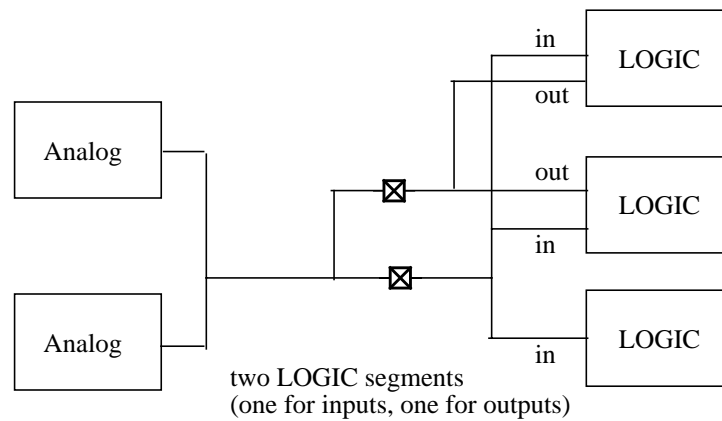 in
LOGIC
out
Analog
out
LOGIC
in
Analog
LOGIC
in
two LOGIC segments
(one for inputs, one for outputs)